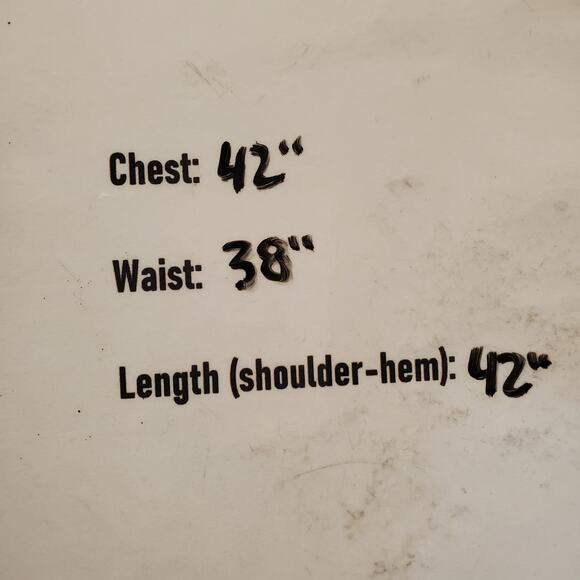 Chest: 42"
Waist: 38"
Length (shoulder-hem): 42"